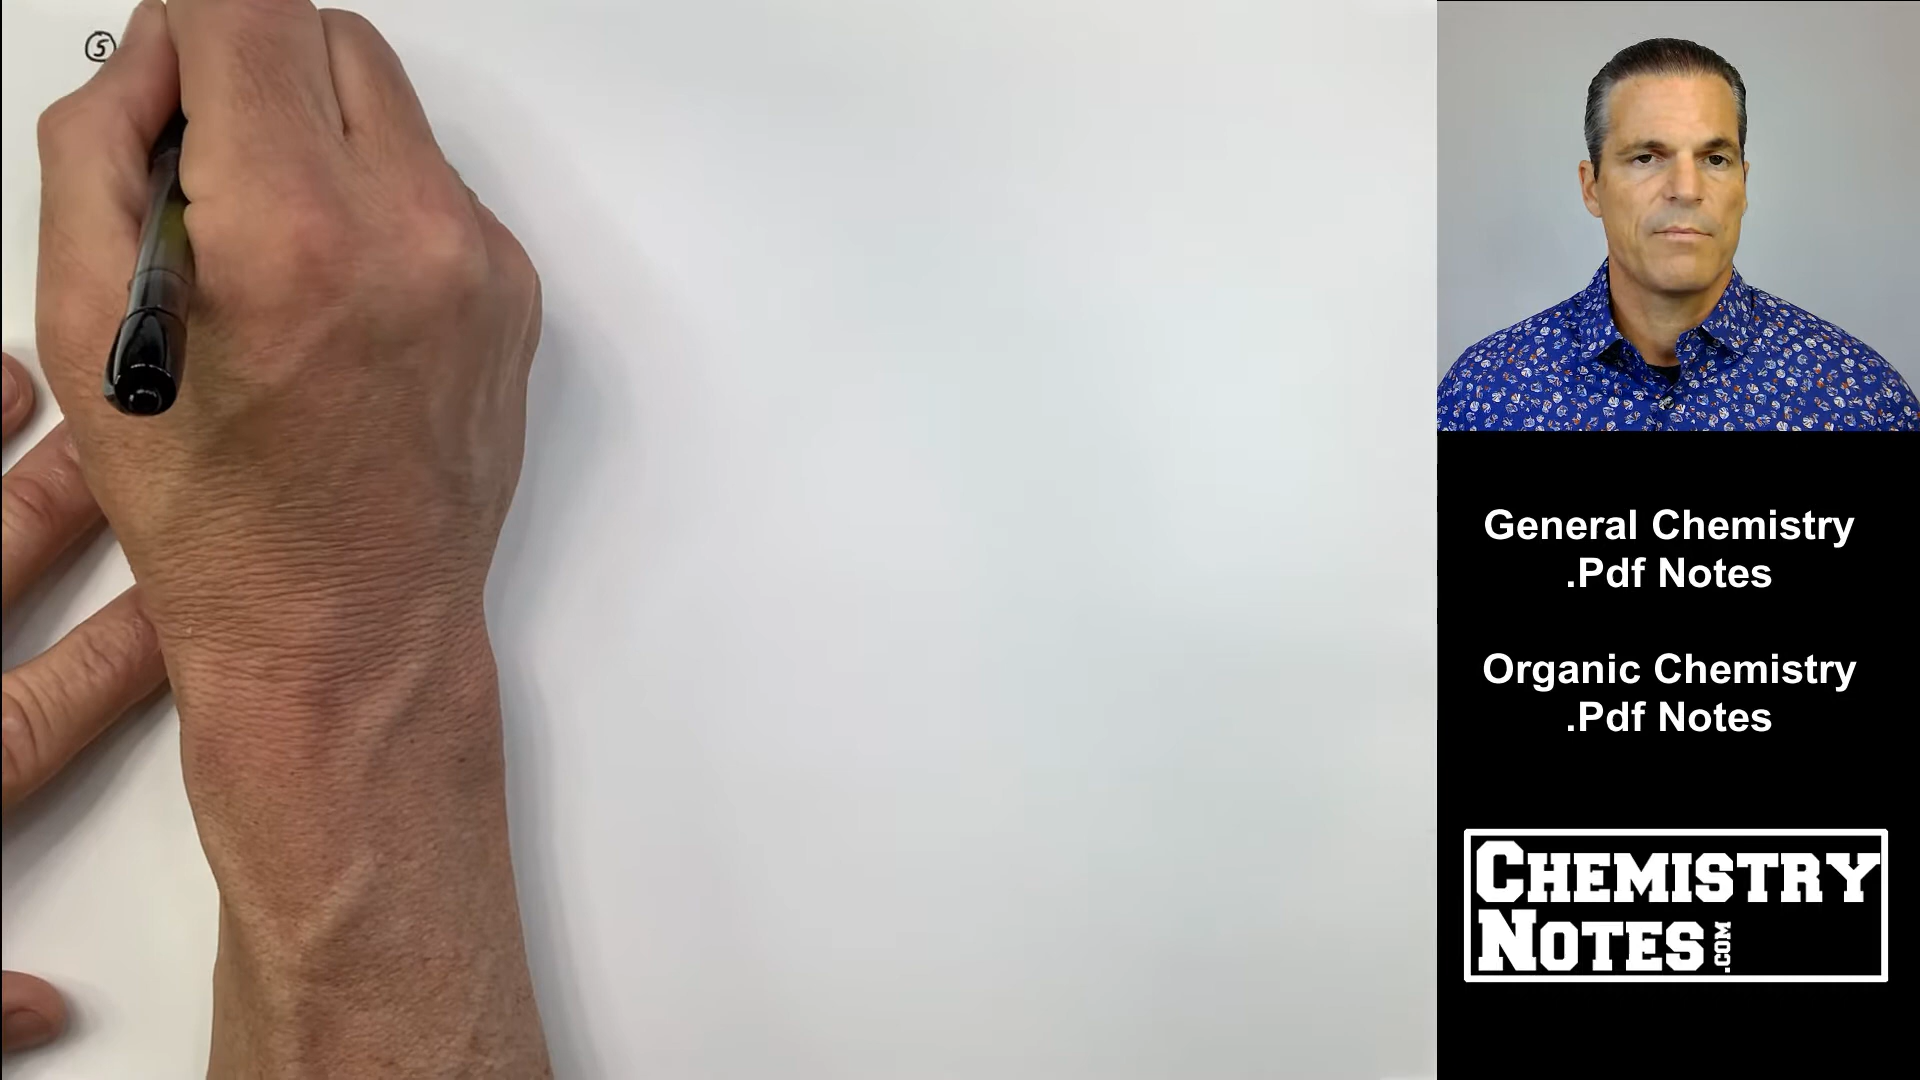 ⑤
General Chemistry
.Pdf Notes
Organic Chemistry
.Pdf Notes
CHEMISTRY
NOTES.COM